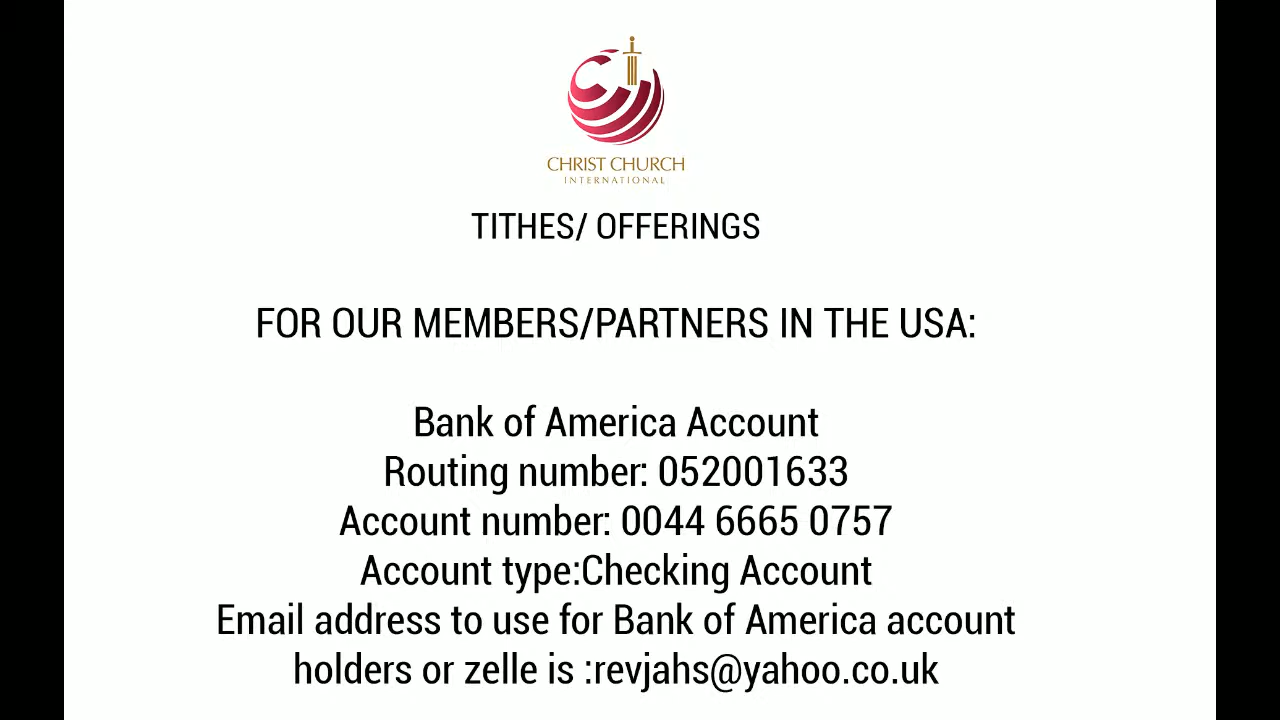 CHRIST CHURCH
INTERNATIONAL
TITHES/ OFFERINGS
FOR OUR MEMBERS/PARTNERS IN THE USA:
Bank of America Account
Routing number: 052001633
Account number: 0044 6665 0757
Account type:Checking Account
Email address to use for Bank of America account
holders or zelle is :revjahs@yahoo.co.uk